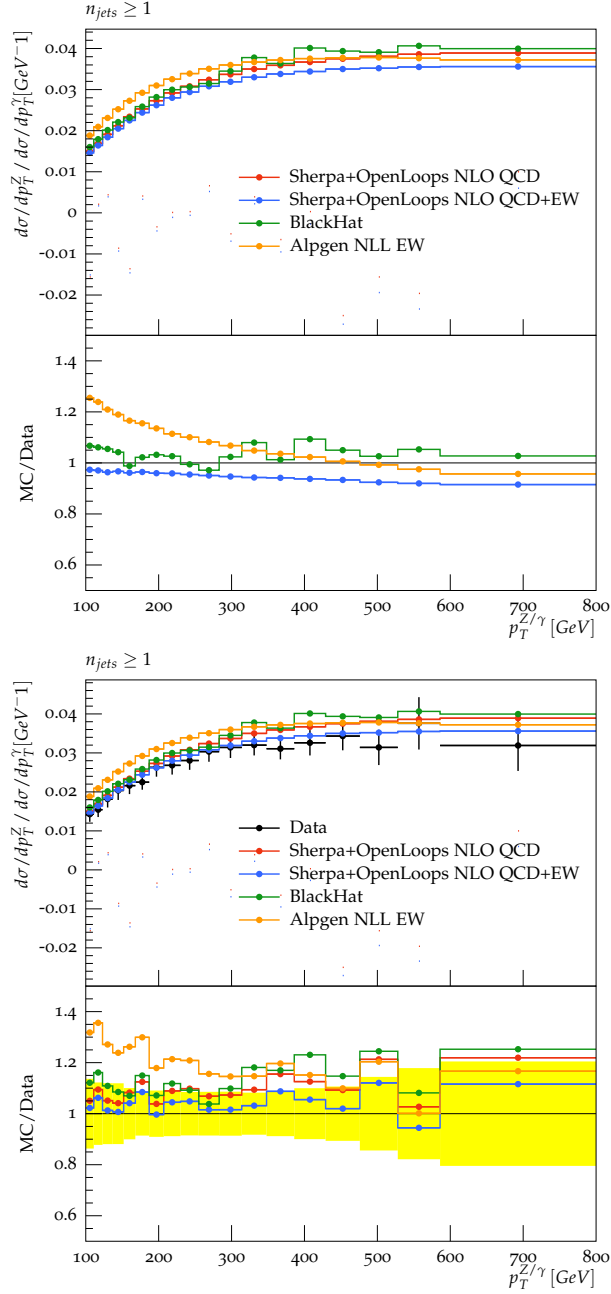 n_jets ≥ 1
dσ/dp_T^Z / dσ/dp_T^γ [GeV−1]
0.04
0.03
0.02
0.01
0
-0.01
-0.02
Sherpa+OpenLoops NLO QCD
Sherpa+OpenLoops NLO QCD+EW
BlackHat
Alpgen NLL EW
MC/Data
1.4
1.2
1
0.8
0.6
100 200 300 400 500 600 700 800
p_T^{Z/γ} [GeV]
n_jets ≥ 1
dσ/dp_T^Z / dσ/dp_T^γ [GeV−1]
0.04
0.03
0.02
0.01
0
-0.01
-0.02
Data
Sherpa+OpenLoops NLO QCD
Sherpa+OpenLoops NLO QCD+EW
BlackHat
Alpgen NLL EW
MC/Data
1.4
1.2
1
0.8
0.6
100 200 300 400 500 600 700 800
p_T^{Z/γ} [GeV]